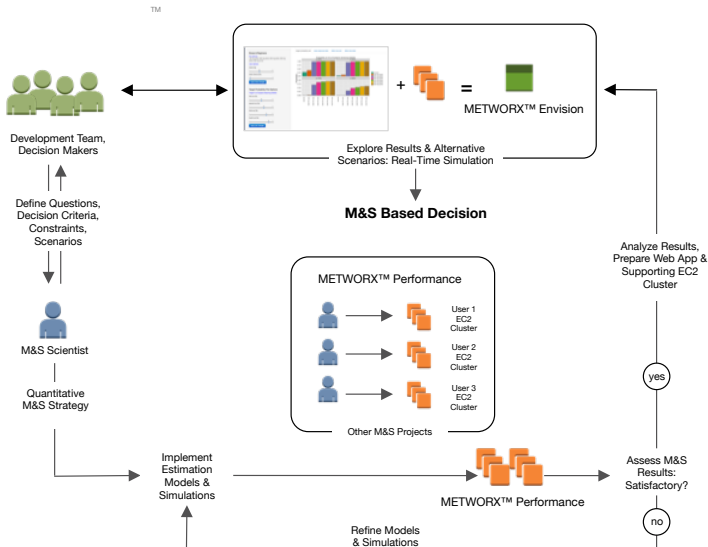 TM
+
=
METWORX™ Envision
Development Team,
Decision Makers
Explore Results & Alternative
Scenarios: Real-Time Simulation
M&S Based Decision
Define Questions,
Decision Criteria,
Constraints,
Scenarios
Analyze Results,
Prepare Web App &
Supporting EC2
Cluster
METWORX™ Performance
User 1
EC2
Cluster
User 2
EC2
Cluster
User 3
EC2
Cluster
Other M&S Projects
M&S Scientist
Quantitative
M&S Strategy
yes
Implement
Estimation
Models &
Simulations
METWORX™ Performance
Assess M&S
Results:
Satisfactory?
no
Refine Models
& Simulations